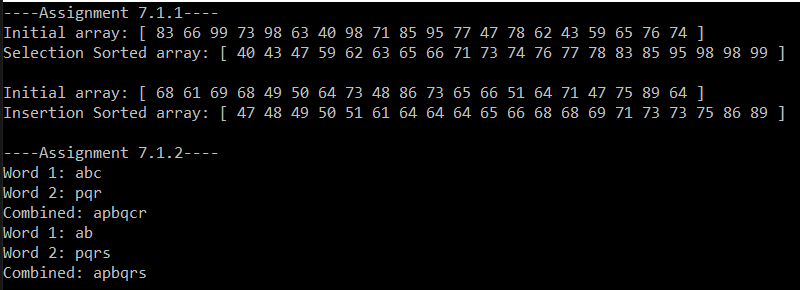 ----Assignment 7.1.1----
Initial array: [ 83 66 99 73 98 63 40 98 71 85 95 77 47 78 62 43 59 65 76 74 ]
Selection Sorted array: [ 40 43 47 59 62 63 65 66 71 73 74 76 77 78 83 85 95 98 98 99 ]
Initial array: [ 68 61 69 68 49 50 64 73 48 86 73 65 66 51 64 71 47 75 89 64 ]
Insertion Sorted array: [ 47 48 49 50 51 61 64 64 64 65 66 68 68 69 71 73 73 75 86 89 ]
----Assignment 7.1.2----
Word 1: abc
Word 2: pqr
Combined: apbqcr
Word 1: ab
Word 2: pqrs
Combined: apbqrs